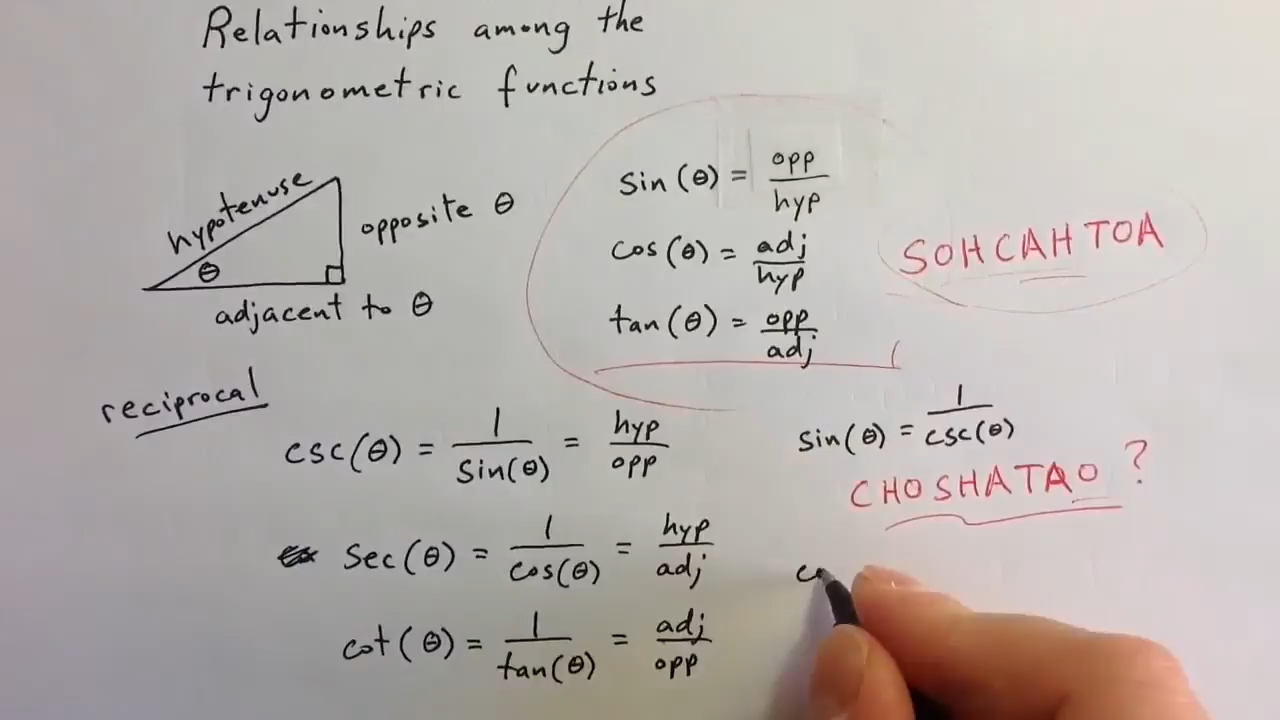 Relationships among the
trigonometric functions
hypotenuse
θ
opposite θ
adjacent to θ
sin(θ) = opp/hyp
cos(θ) = adj/hyp
tan(θ) = opp/adj
SOHCAHTOA
reciprocal
csc(θ) = 1/sin(θ) = hyp/opp
sin(θ) = 1/csc(θ)
CHOSHATAO ?
sec(θ) = 1/cos(θ) = hyp/adj
co
cot(θ) = 1/tan(θ) = adj/opp